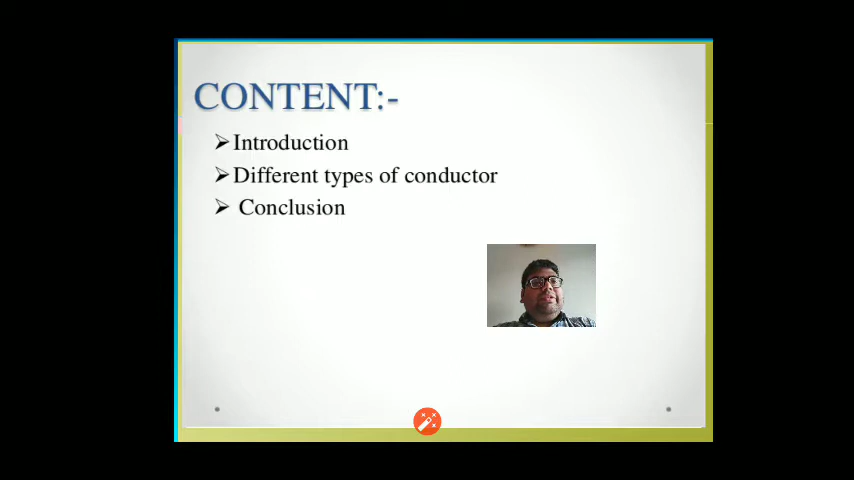 CONTENT:-
➢Introduction
➢Different types of conductor
➢ Conclusion